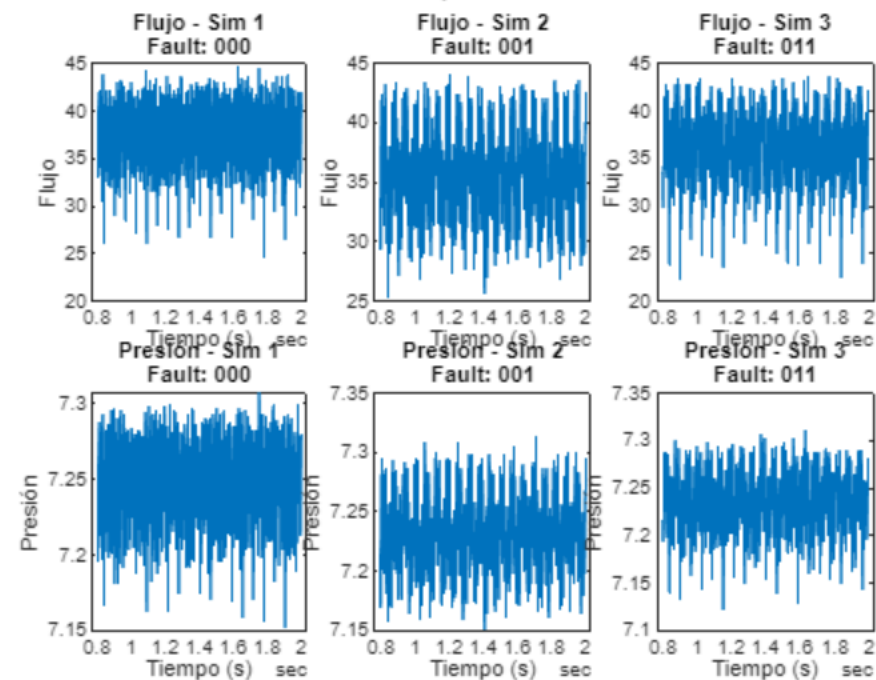 Flujo - Sim 1
Fault: 000
45
40
35
30
25
20
Flujo
0.8 1 1.2 1.4 1.6 1.8 2
Tiempo (s) sec
Flujo - Sim 2
Fault: 001
45
40
35
30
25
Flujo
0.8 1 1.2 1.4 1.6 1.8 2
Tiempo (s) sec
Flujo - Sim 3
Fault: 011
45
40
35
30
25
20
Flujo
0.8 1 1.2 1.4 1.6 1.8 2
Tiempo (s) sec
Presión - Sim 1
Fault: 000
7.3
7.25
7.2
7.15
Presión
0.8 1 1.2 1.4 1.6 1.8 2
Tiempo (s) sec
Presión - Sim 2
Fault: 001
7.35
7.3
7.25
7.2
7.15
Presión
0.8 1 1.2 1.4 1.6 1.8 2
Tiempo (s) sec
Presión - Sim 3
Fault: 011
7.35
7.3
7.25
7.2
7.15
7.1
Presión
0.8 1 1.2 1.4 1.6 1.8 2
Tiempo (s) sec